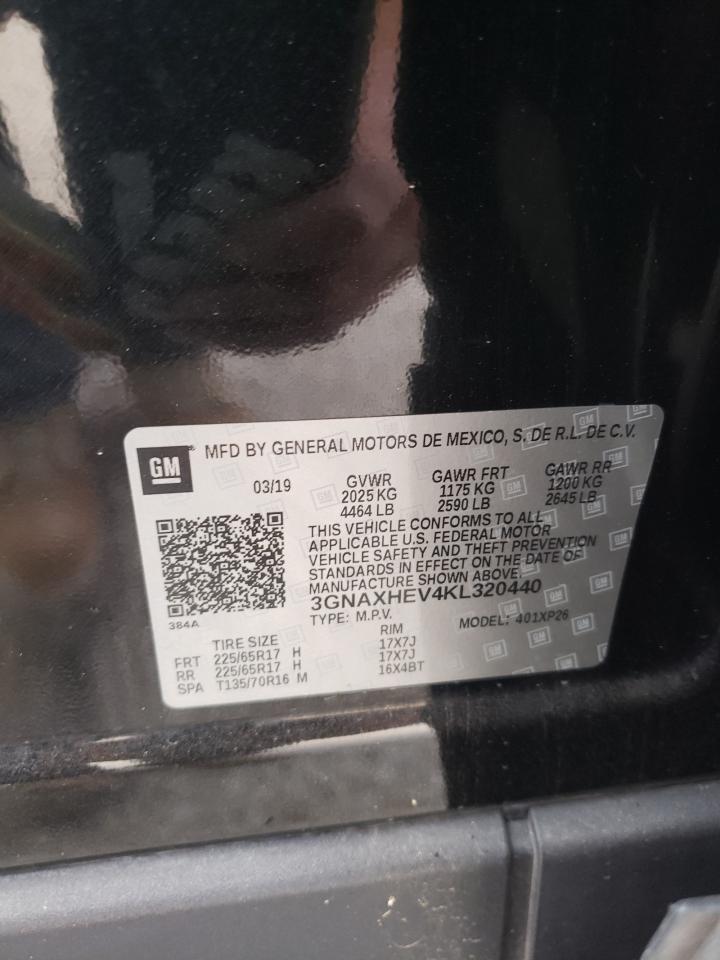 GM
MFD BY GENERAL MOTORS DE MEXICO, S. DE R.L. DE C.V.
03/19 GVWR GAWR FRT GAWR RR
2025 KG 1175 KG 1200 KG
4464 LB 2590 LB 2645 LB
THIS VEHICLE CONFORMS TO ALL
APPLICABLE U.S. FEDERAL MOTOR
VEHICLE SAFETY AND THEFT PREVENTION
STANDARDS IN EFFECT ON THE DATE OF
MANUFACTURE SHOWN ABOVE.
3GNAXHEV4KL320440
384A
TYPE: M.P.V. MODEL: 401XP26
TIRE SIZE RIM
FRT 225/65R17 H 17X7J
RR 225/65R17 H 17X7J
SPA T135/70R16 M 16X4BT